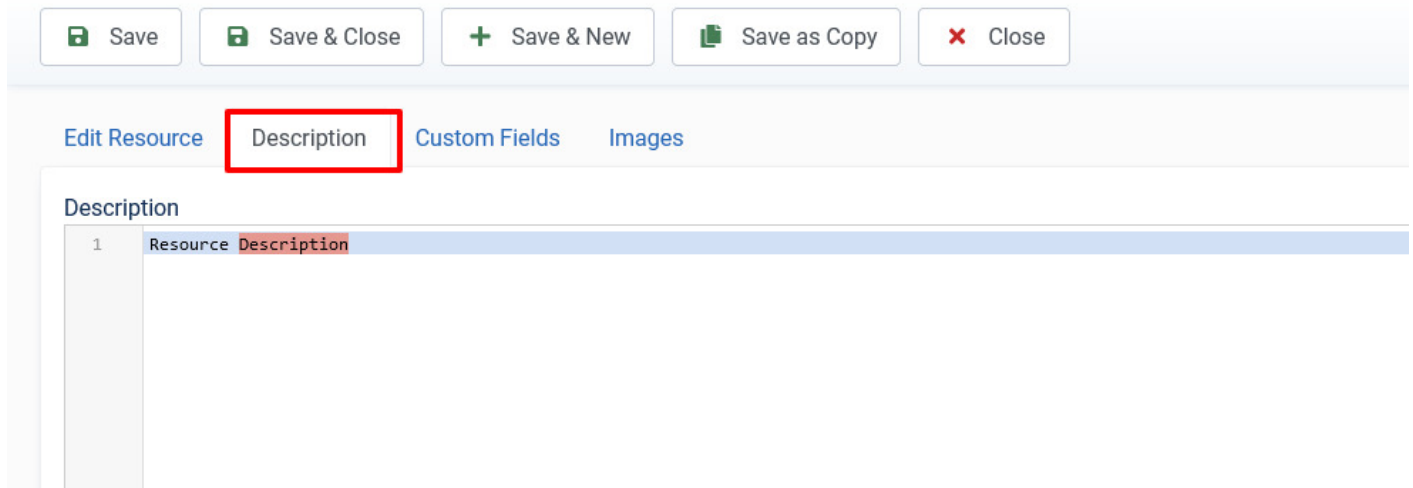 Save Save & Close Save & New Save as Copy Close
Edit Resource Description Custom Fields Images
Description
1 Resource Description